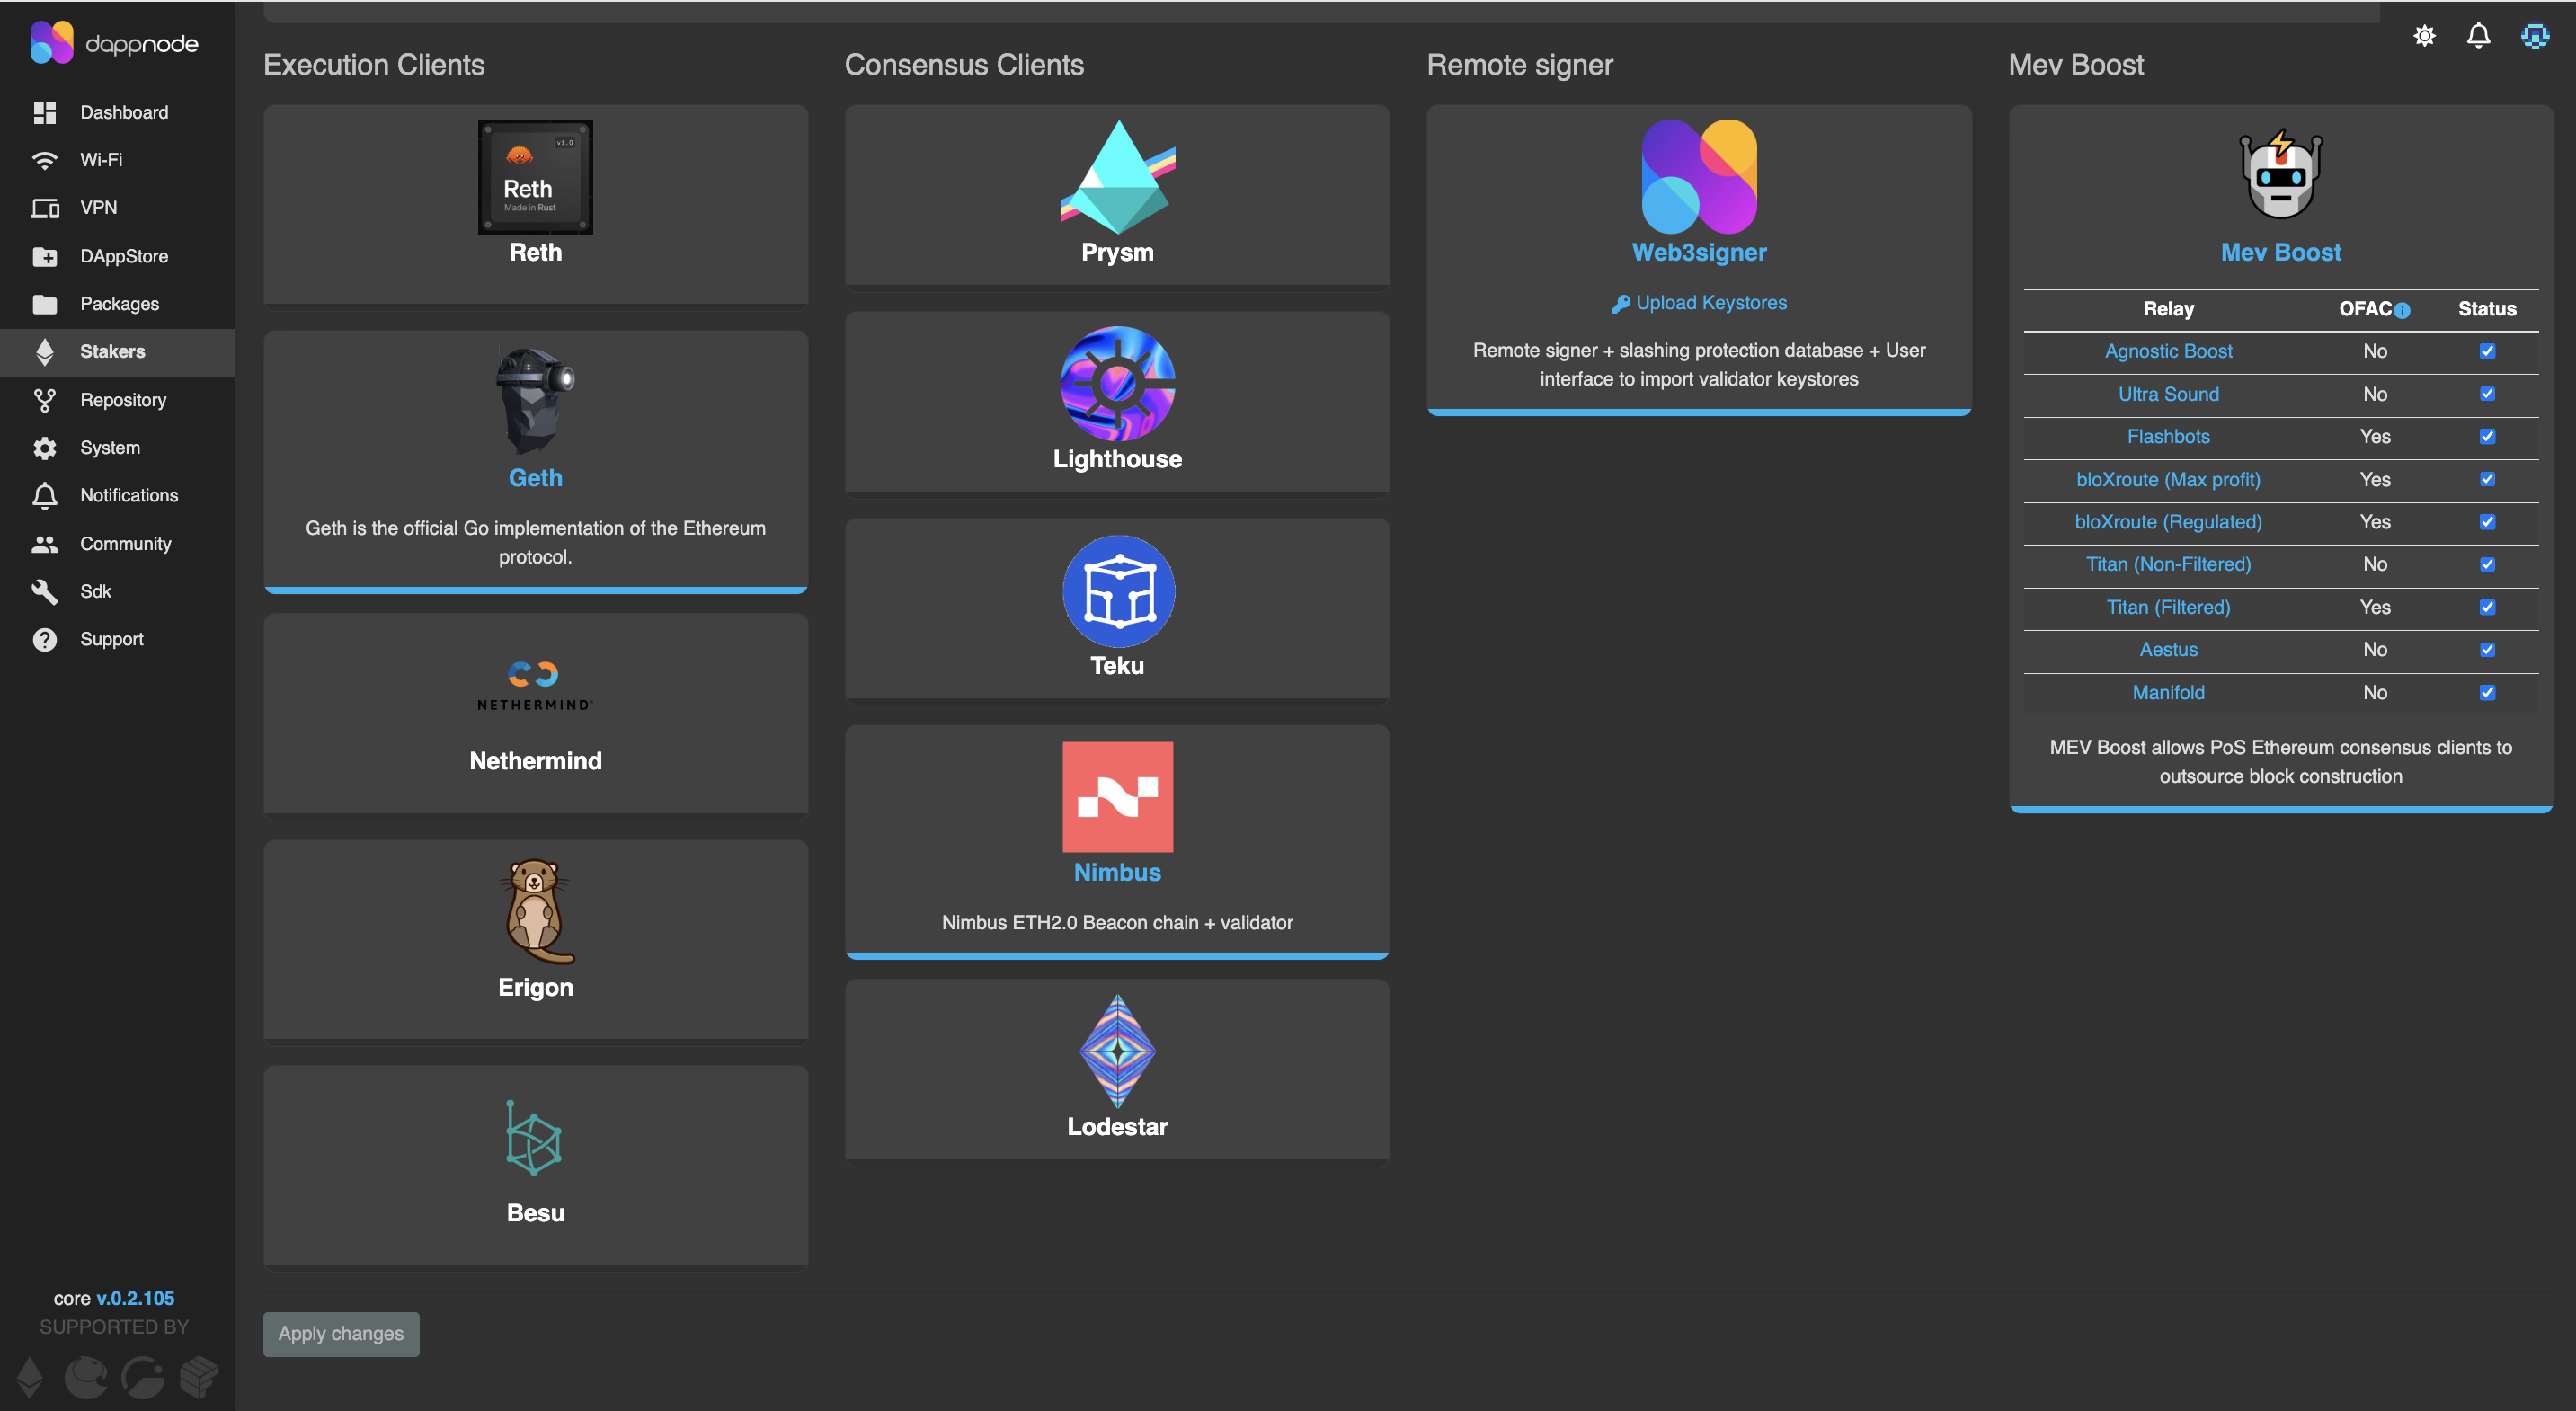 dappnode
Dashboard
Wi-Fi
VPN
DAppStore
Packages
Stakers
Repository
System
Notifications
Community
Sdk
Support
core v.0.2.105
SUPPORTED BY
Execution Clients
v1.0
Reth
Made in Rust
Reth
Geth
Geth is the official Go implementation of the Ethereum
protocol.
NETHERMIND
Nethermind
Erigon
Besu
Apply changes
Consensus Clients
Prysm
Lighthouse
Teku
Nimbus
Nimbus ETH2.0 Beacon chain + validator
Lodestar
Remote signer
Web3signer
Upload Keystores
Remote signer + slashing protection database + User
interface to import validator keystores
Mev Boost
Mev Boost
Relay OFAC Status
Agnostic Boost No
Ultra Sound No
Flashbots Yes
bloXroute (Max profit) Yes
bloXroute (Regulated) Yes
Titan (Non-Filtered) No
Titan (Filtered) Yes
Aestus No
Manifold No
MEV Boost allows PoS Ethereum consensus clients to
outsource block construction